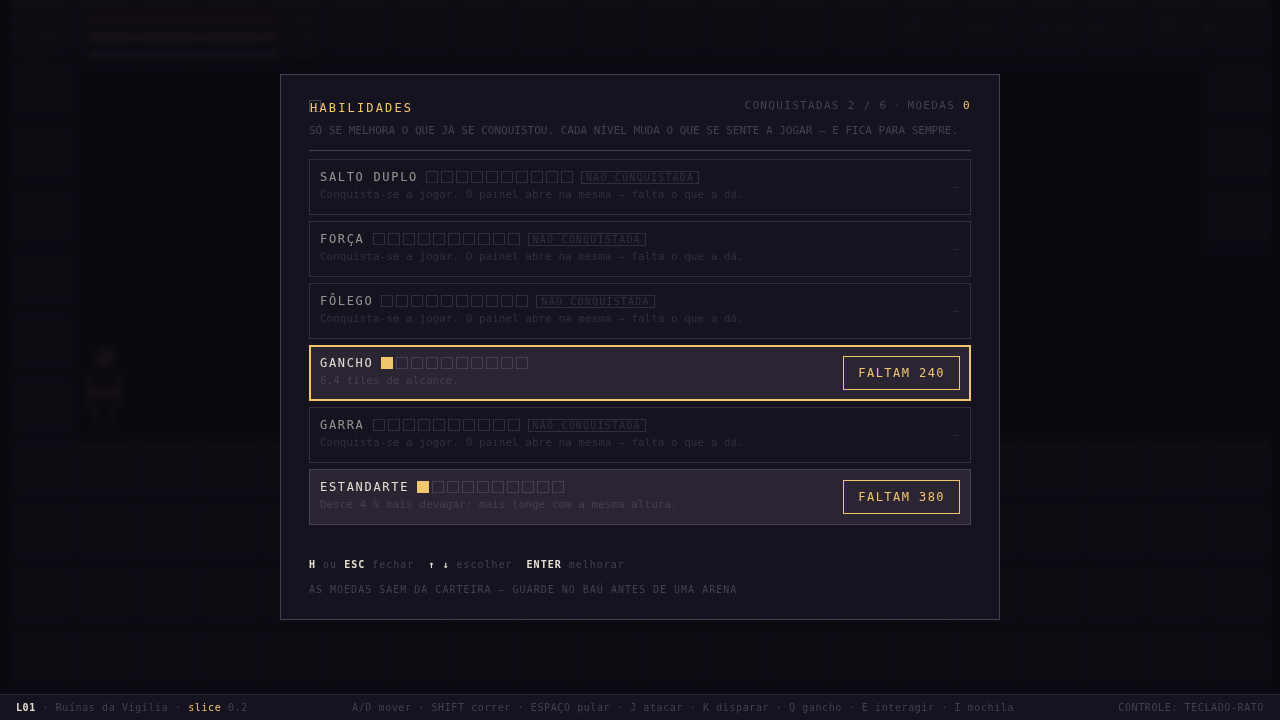 HABILIDADES
CONQUISTADAS 2 / 6 · MOEDAS 0
SÓ SE MELHORA O QUE JÁ SE CONQUISTOU. CADA NÍVEL MUDA O QUE SE SENTE A JOGAR — E FICA PARA SEMPRE.
SALTO DUPLO NÃO CONQUISTADA
Conquista-se a jogar. O painel abre na mesma — falta o que a dá.
—
FORÇA NÃO CONQUISTADA
Conquista-se a jogar. O painel abre na mesma — falta o que a dá.
—
FÔLEGO NÃO CONQUISTADA
Conquista-se a jogar. O painel abre na mesma — falta o que a dá.
—
GANCHO
6,4 tiles de alcance.
FALTAM 240
GARRA NÃO CONQUISTADA
Conquista-se a jogar. O painel abre na mesma — falta o que a dá.
—
ESTANDARTE
Desce 4 % mais devagar: mais longe com a mesma altura.
FALTAM 380
H ou ESC fechar ↑ ↓ escolher ENTER melhorar
AS MOEDAS SAEM DA CARTEIRA — GUARDE NO BAÚ ANTES DE UMA ARENA
L01 · Ruínas da Vigília · slice 0.2
A/D mover · SHIFT correr · ESPAÇO pular · J atacar · K disparar · Q gancho · E interagir · I mochila
CONTROLE: TECLADO-RATO